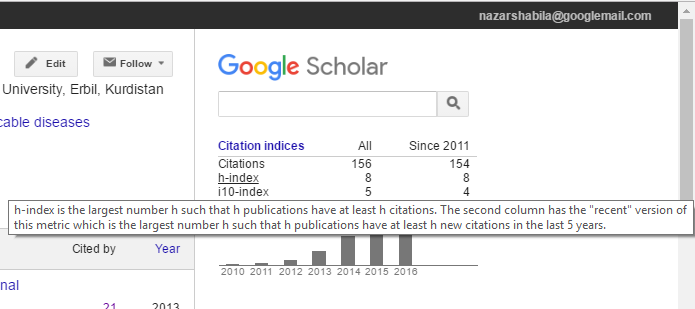 nazarshabila@googlemail.com
Edit
Follow
University, Erbil, Kurdistan
cable diseases
Google Scholar
Citation indices All Since 2011
Citations 156 154
h-index 8 8
i10-index 5 4
h-index is the largest number h such that h publications have at least h citations. The second column has the "recent" version of
this metric which is the largest number h such that h publications have at least h new citations in the last 5 years.
Cited by Year
2010 2011 2012 2013 2014 2015 2016
nal
21 2013